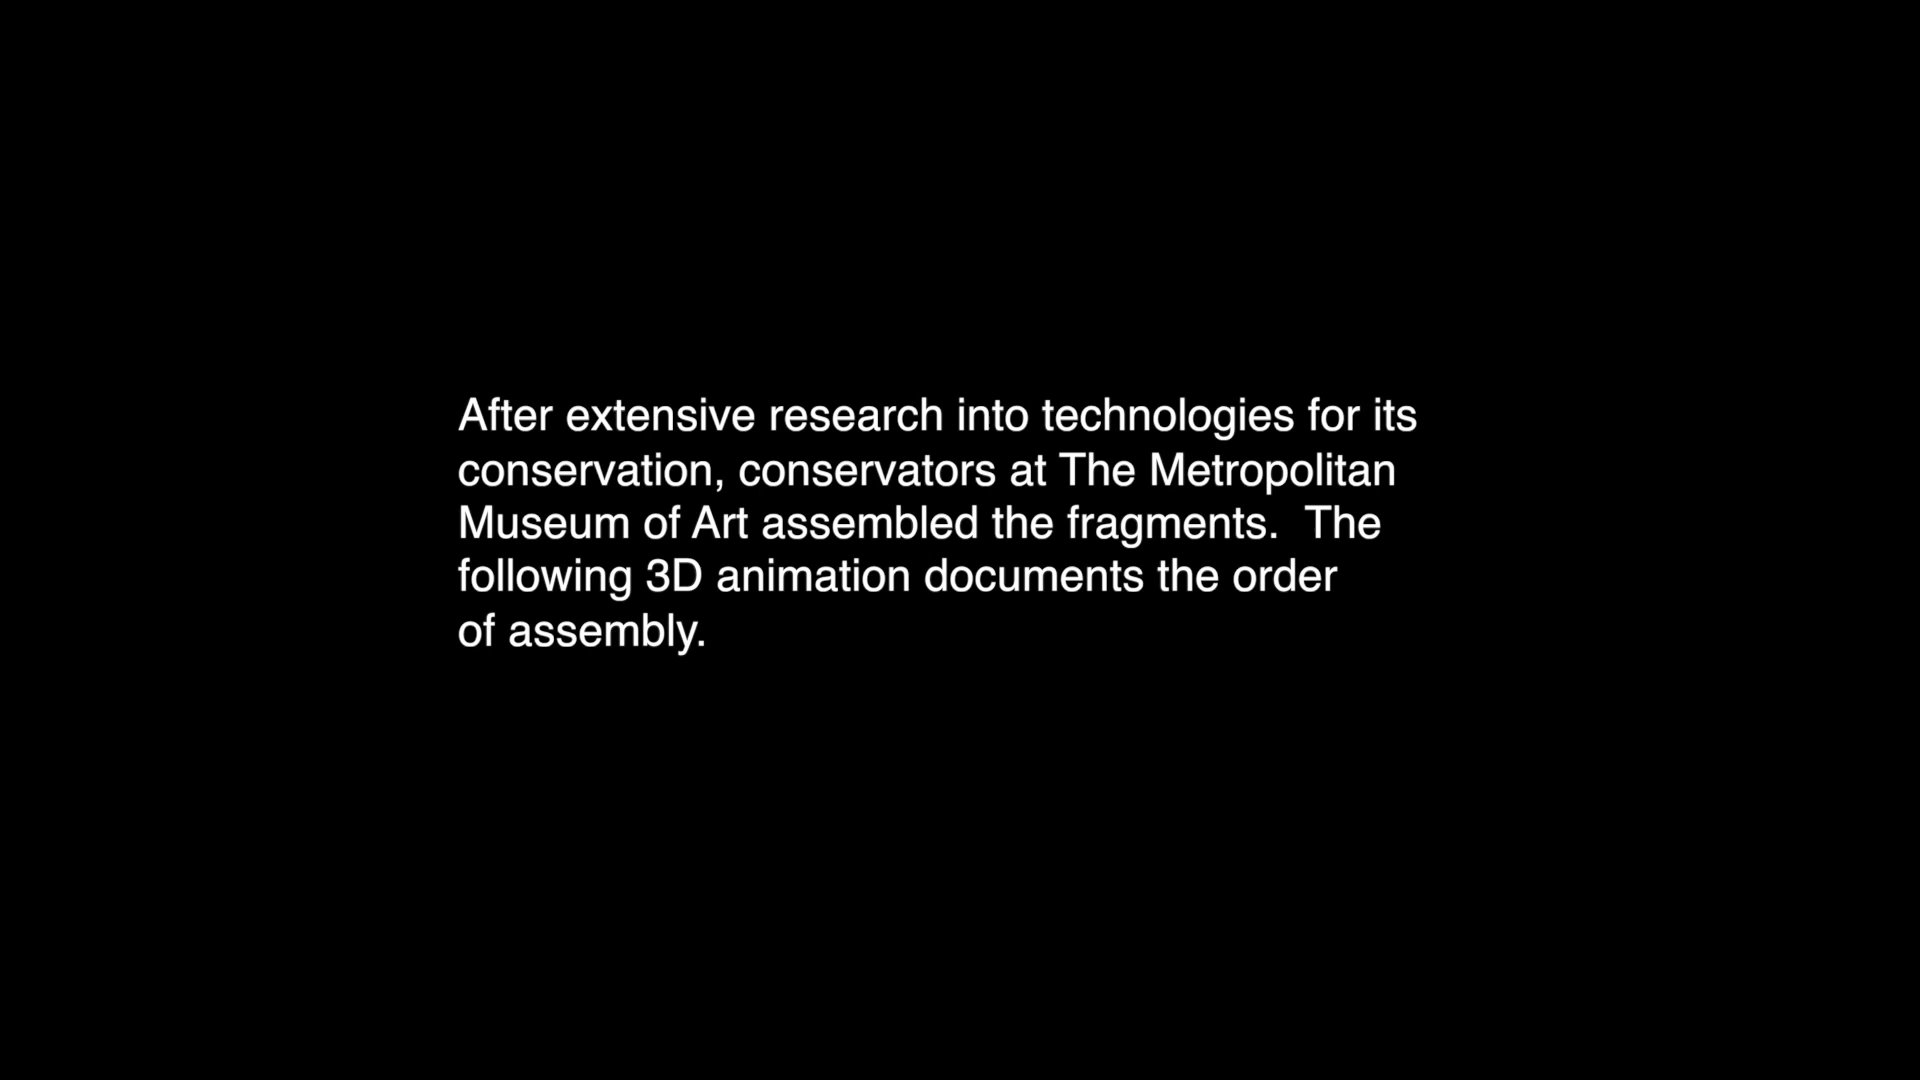 After extensive research into technologies for its
conservation, conservators at The Metropolitan
Museum of Art assembled the fragments.  The
following 3D animation documents the order
of assembly.